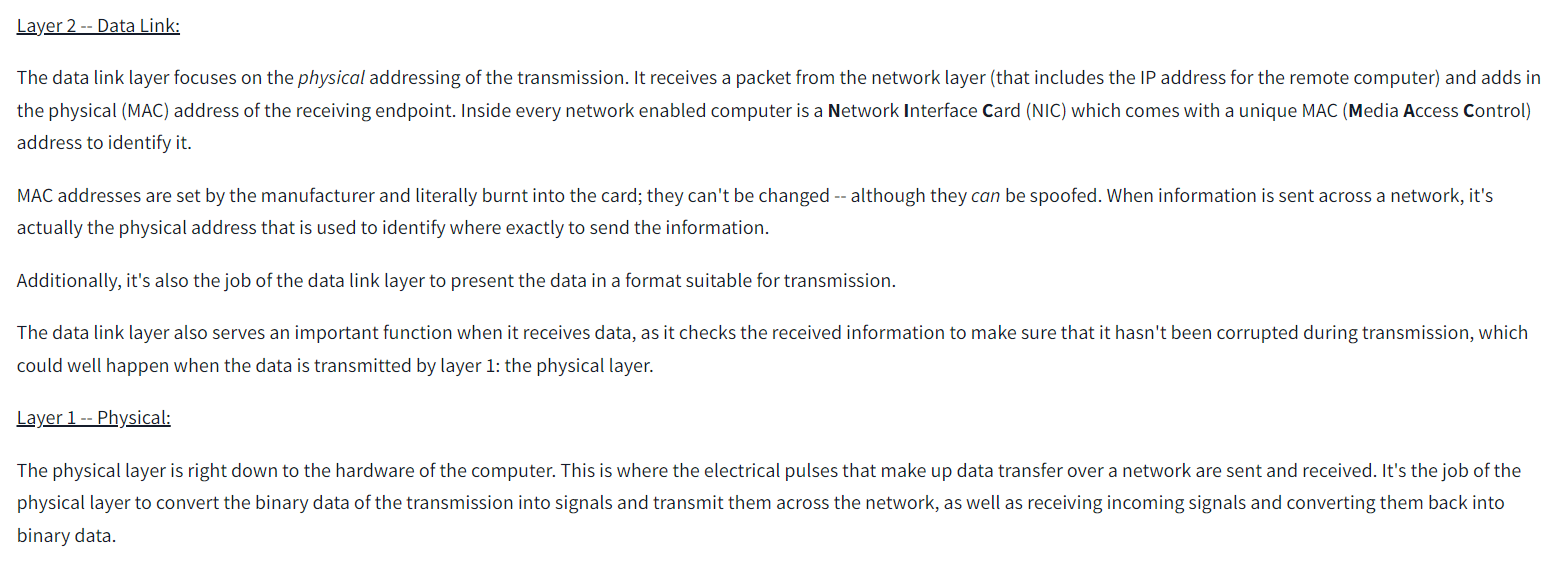 Layer 2 -- Data Link:
The data link layer focuses on the physical addressing of the transmission. It receives a packet from the network layer (that includes the IP address for the remote computer) and adds in
the physical (MAC) address of the receiving endpoint. Inside every network enabled computer is a Network Interface Card (NIC) which comes with a unique MAC (Media Access Control)
address to identify it.
MAC addresses are set by the manufacturer and literally burnt into the card; they can't be changed -- although they can be spoofed. When information is sent across a network, it's
actually the physical address that is used to identify where exactly to send the information.
Additionally, it's also the job of the data link layer to present the data in a format suitable for transmission.
The data link layer also serves an important function when it receives data, as it checks the received information to make sure that it hasn't been corrupted during transmission, which
could well happen when the data is transmitted by layer 1: the physical layer.
Layer 1 -- Physical:
The physical layer is right down to the hardware of the computer. This is where the electrical pulses that make up data transfer over a network are sent and received. It's the job of the
physical layer to convert the binary data of the transmission into signals and transmit them across the network, as well as receiving incoming signals and converting them back into
binary data.